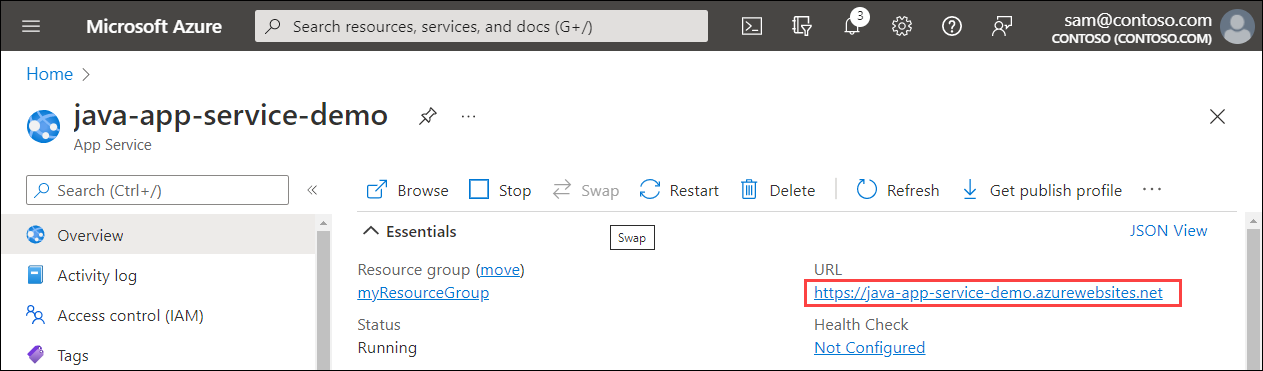 Microsoft Azure
Search resources, services, and docs (G+/)
3
sam@contoso.com
CONTOSO (CONTOSO.COM)
Home
java-app-service-demo
App Service
Search (Ctrl+/)
Browse
Stop
Swap
Restart
Delete
Refresh
Get publish profile
Overview
Activity log
Access control (IAM)
Tags
Essentials
Swap
JSON View
Resource group (move)
myResourceGroup
Status
Running
URL
https://java-app-service-demo.azurewebsites.net
Health Check
Not Configured